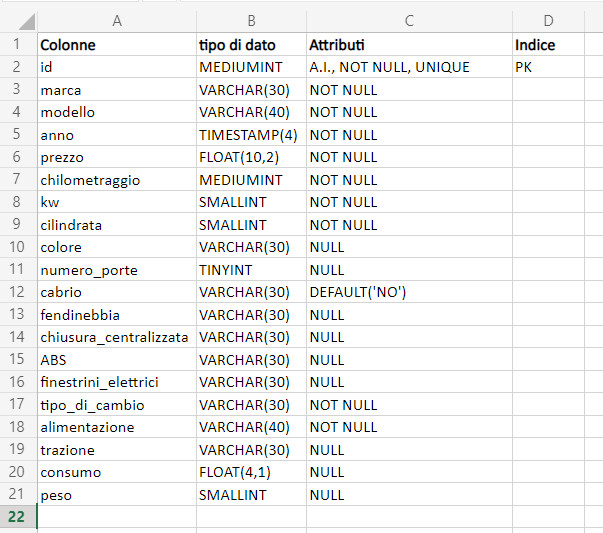 A B C D
1 Colonne tipo di dato Attributi Indice
2 id MEDIUMINT A.I., NOT NULL, UNIQUE PK
3 marca VARCHAR(30) NOT NULL
4 modello VARCHAR(40) NOT NULL
5 anno TIMESTAMP(4) NOT NULL
6 prezzo FLOAT(10,2) NOT NULL
7 chilometraggio MEDIUMINT NOT NULL
8 kw SMALLINT NOT NULL
9 cilindrata SMALLINT NOT NULL
10 colore VARCHAR(30) NULL
11 numero_porte TINYINT NULL
12 cabrio VARCHAR(30) DEFAULT('NO')
13 fendinebbia VARCHAR(30) NULL
14 chiusura_centralizzata VARCHAR(30) NULL
15 ABS VARCHAR(30) NULL
16 finestrini_elettrici VARCHAR(30) NULL
17 tipo_di_cambio VARCHAR(30) NOT NULL
18 alimentazione VARCHAR(40) NOT NULL
19 trazione VARCHAR(30) NULL
20 consumo FLOAT(4,1) NULL
21 peso SMALLINT NULL
22